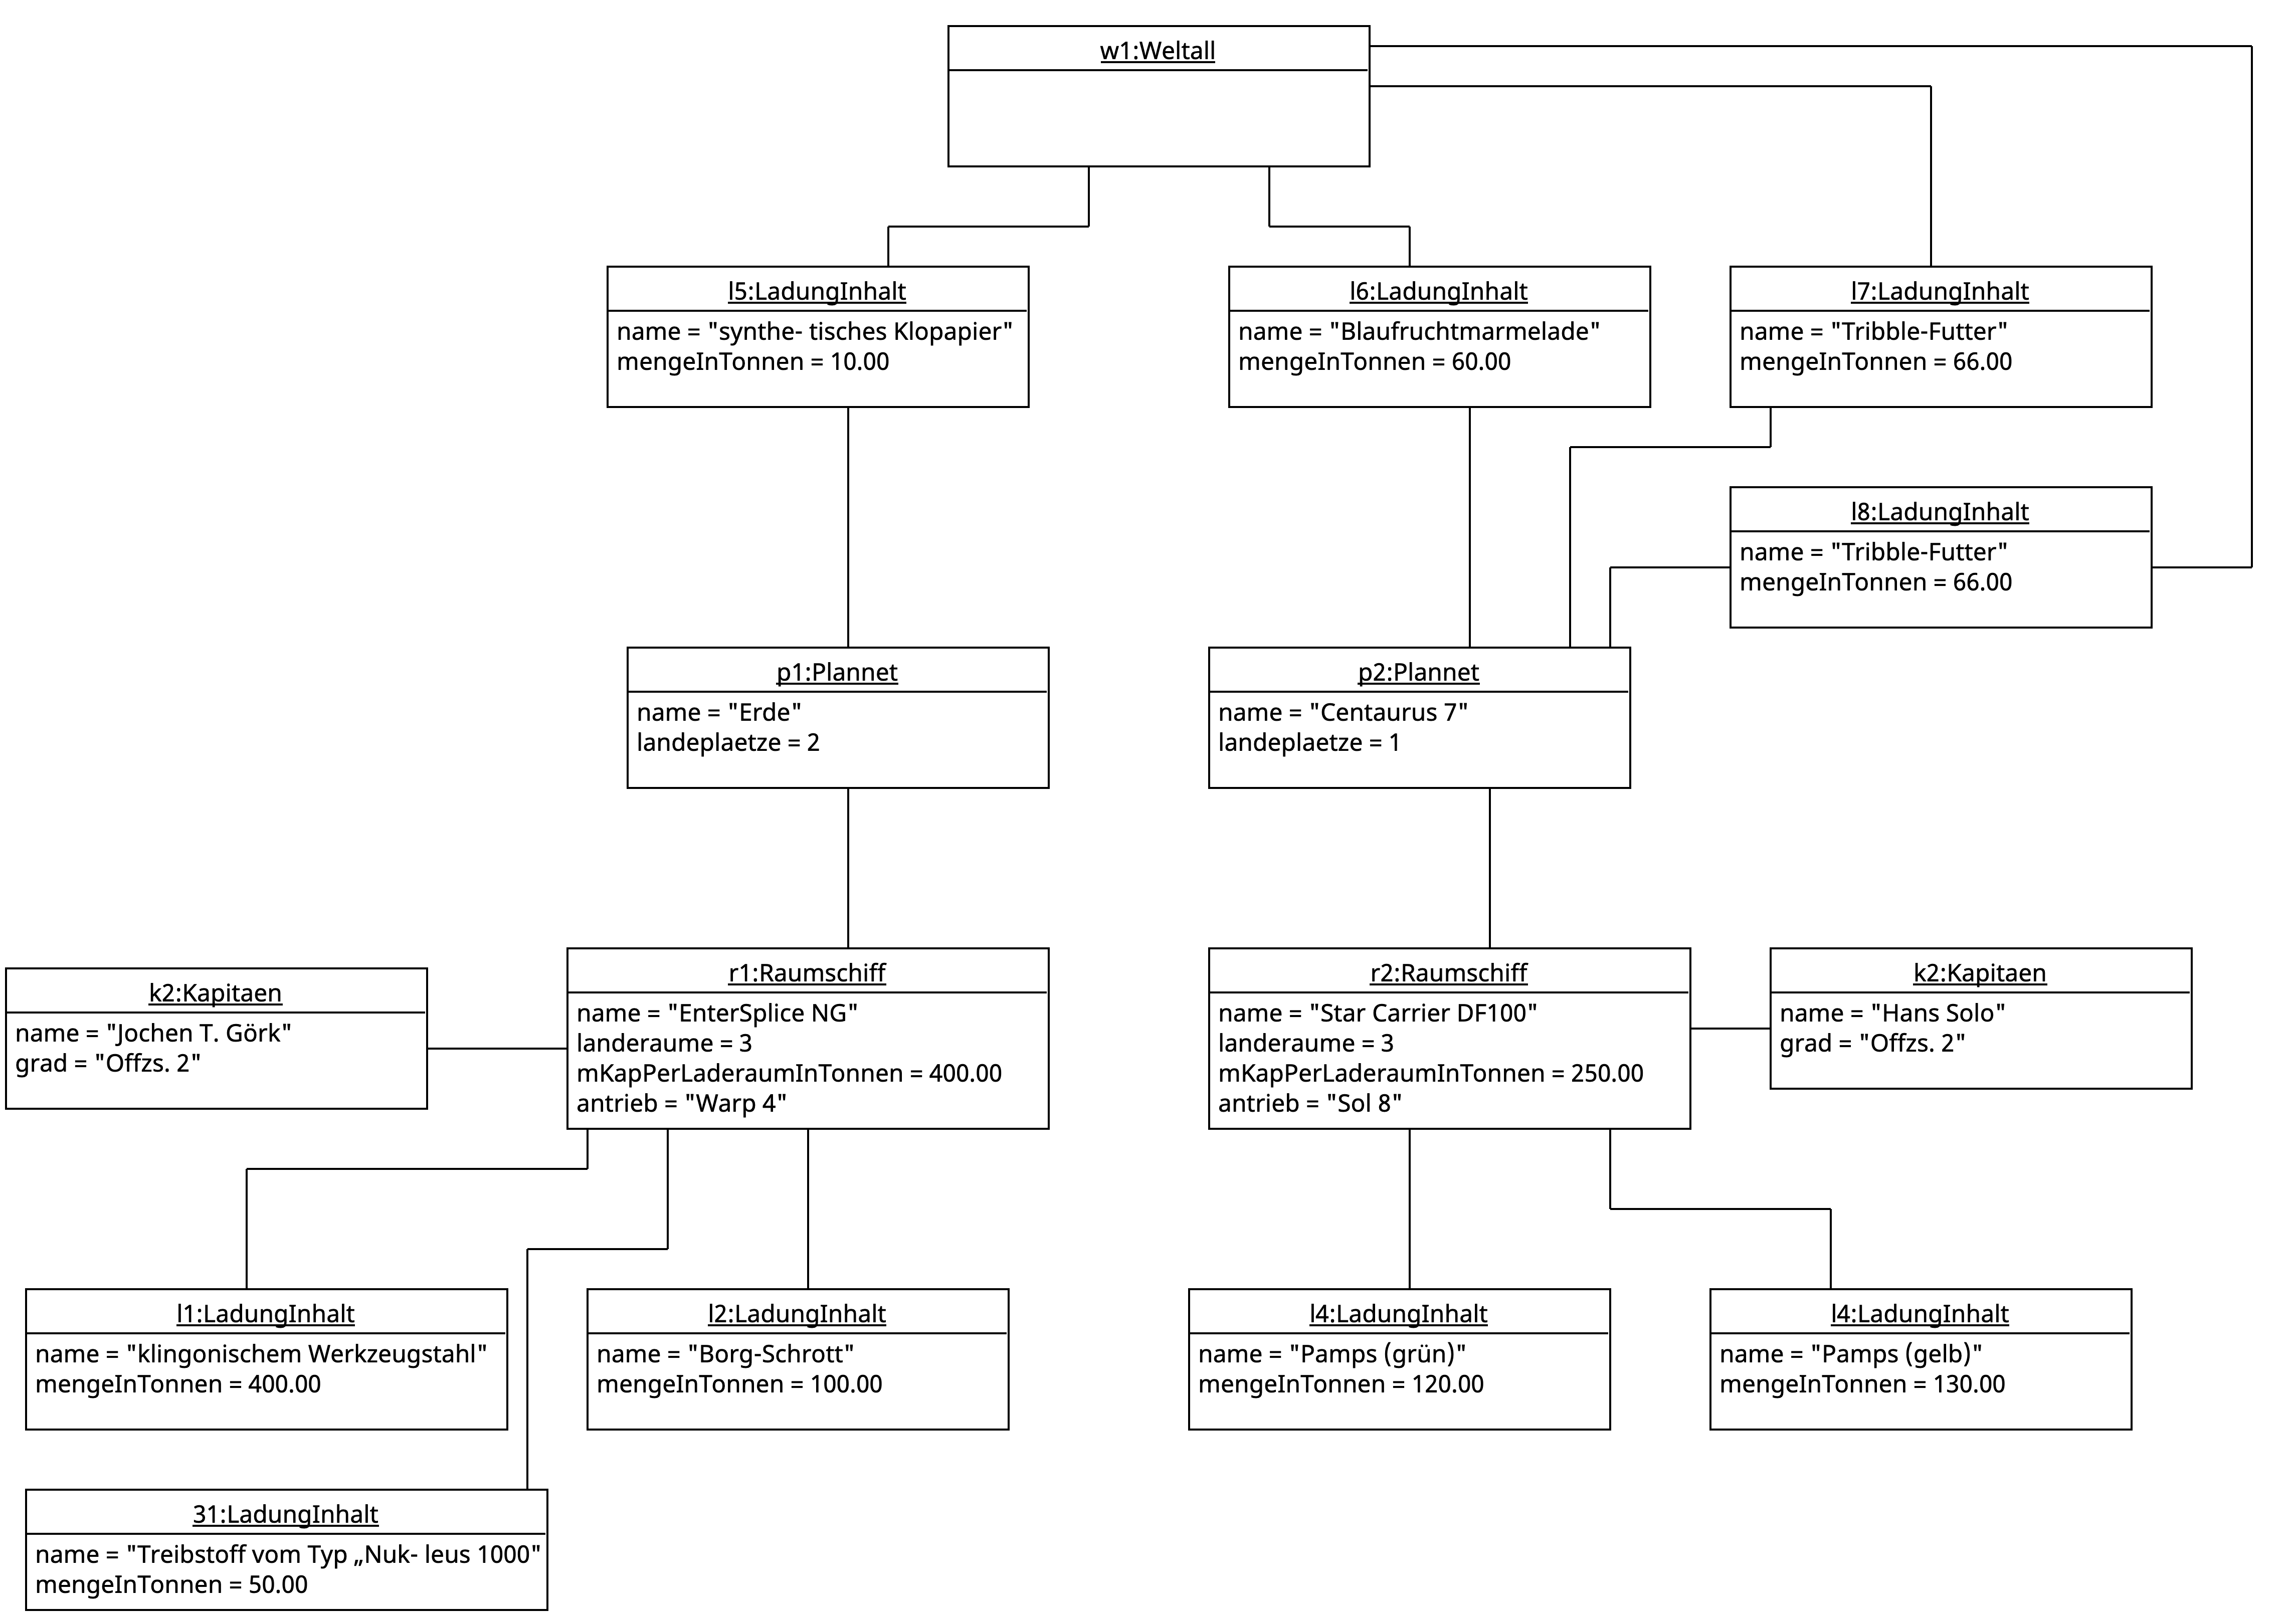 w1:Weltall
l5:LadungInhalt
name = "synthe- tisches Klopapier"
mengeInTonnen = 10.00
l6:LadungInhalt
name = "Blaufruchtmarmelade"
mengeInTonnen = 60.00
l7:LadungInhalt
name = "Tribble-Futter"
mengeInTonnen = 66.00
l8:LadungInhalt
name = "Tribble-Futter"
mengeInTonnen = 66.00
p1:Plannet
name = "Erde"
landeplaetze = 2
p2:Plannet
name = "Centaurus 7"
landeplaetze = 1
k2:Kapitaen
name = "Jochen T. Görk"
grad = "Offzs. 2"
r1:Raumschiff
name = "EnterSplice NG"
landeraume = 3
mKapPerLaderaumInTonnen = 400.00
antrieb = "Warp 4"
r2:Raumschiff
name = "Star Carrier DF100"
landeraume = 3
mKapPerLaderaumInTonnen = 250.00
antrieb = "Sol 8"
k2:Kapitaen
name = "Hans Solo"
grad = "Offzs. 2"
l1:LadungInhalt
name = "klingonischem Werkzeugstahl"
mengeInTonnen = 400.00
l2:LadungInhalt
name = "Borg-Schrott"
mengeInTonnen = 100.00
l4:LadungInhalt
name = "Pamps (grün)"
mengeInTonnen = 120.00
l4:LadungInhalt
name = "Pamps (gelb)"
mengeInTonnen = 130.00
31:LadungInhalt
name = "Treibstoff vom Typ „Nuk- leus 1000"
mengeInTonnen = 50.00